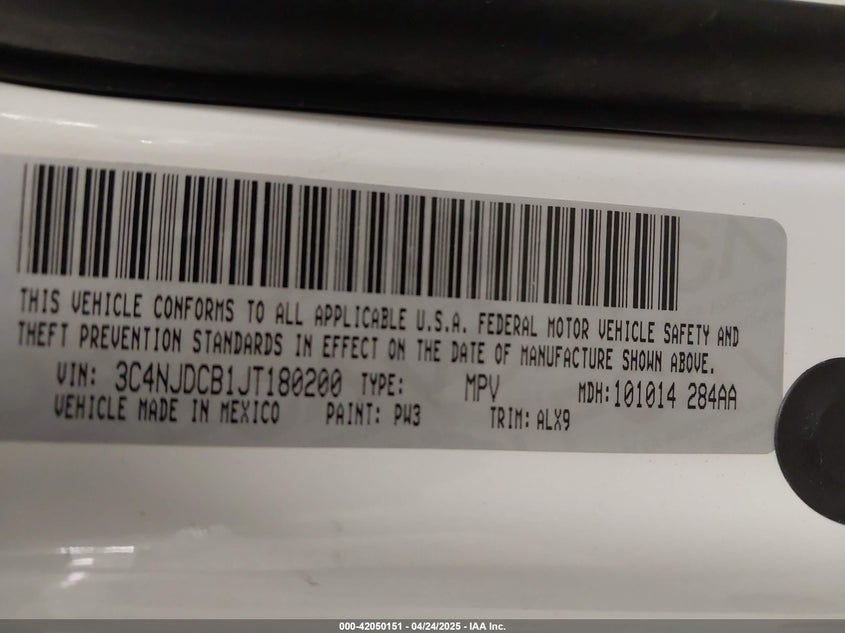 THIS VEHICLE CONFORMS TO ALL APPLICABLE U.S.A. FEDERAL MOTOR VEHICLE SAFETY AND
THEFT PREVENTION STANDARDS IN EFFECT ON THE DATE OF MANUFACTURE SHOWN ABOVE.
VIN: 3C4NJDCB1JT180200 TYPE: MPV MDH:101014 284AA
VEHICLE MADE IN MEXICO PAINT: PW3 TRIM: ALX9
000-42050151 - 04/24/2025 - IAA Inc.